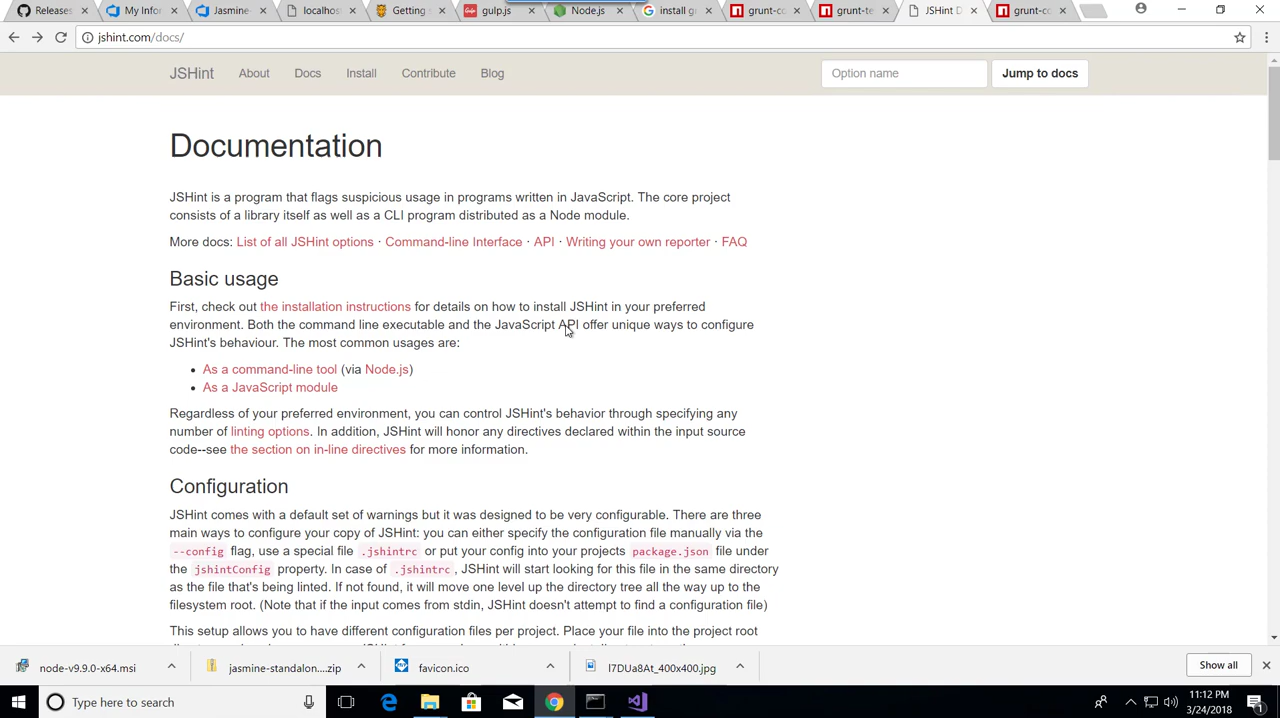 Releases
My Infor
Jasmine-
localhos
Getting s
gulp.js
Node.js
install gr
grunt-co
grunt-te
JSHint D
grunt-co
jshint.com/docs/
JSHint
About
Docs
Install
Contribute
Blog
Option name
Jump to docs
Documentation
JSHint is a program that flags suspicious usage in programs written in JavaScript. The core project
consists of a library itself as well as a CLI program distributed as a Node module.
More docs: List of all JSHint options · Command-line Interface · API · Writing your own reporter · FAQ
Basic usage
First, check out the installation instructions for details on how to install JSHint in your preferred
environment. Both the command line executable and the JavaScript API offer unique ways to configure
JSHint's behaviour. The most common usages are:
• As a command-line tool (via Node.js)
• As a JavaScript module
Regardless of your preferred environment, you can control JSHint's behavior through specifying any
number of linting options. In addition, JSHint will honor any directives declared within the input source
code--see the section on in-line directives for more information.
Configuration
JSHint comes with a default set of warnings but it was designed to be very configurable. There are three
main ways to configure your copy of JSHint: you can either specify the configuration file manually via the
--config flag, use a special file .jshintrc or put your config into your projects package.json file under
the jshintConfig property. In case of .jshintrc, JSHint will start looking for this file in the same directory
as the file that's being linted. If not found, it will move one level up the directory tree all the way up to the
filesystem root. (Note that if the input comes from stdin, JSHint doesn't attempt to find a configuration file)
This setup allows you to have different configuration files per project. Place your file into the project root
node-v9.9.0-x64.msi
jasmine-standalon....zip
favicon.ico
I7DUa8At_400x400.jpg
Show all
Type here to search
11:12 PM
3/24/2018
1